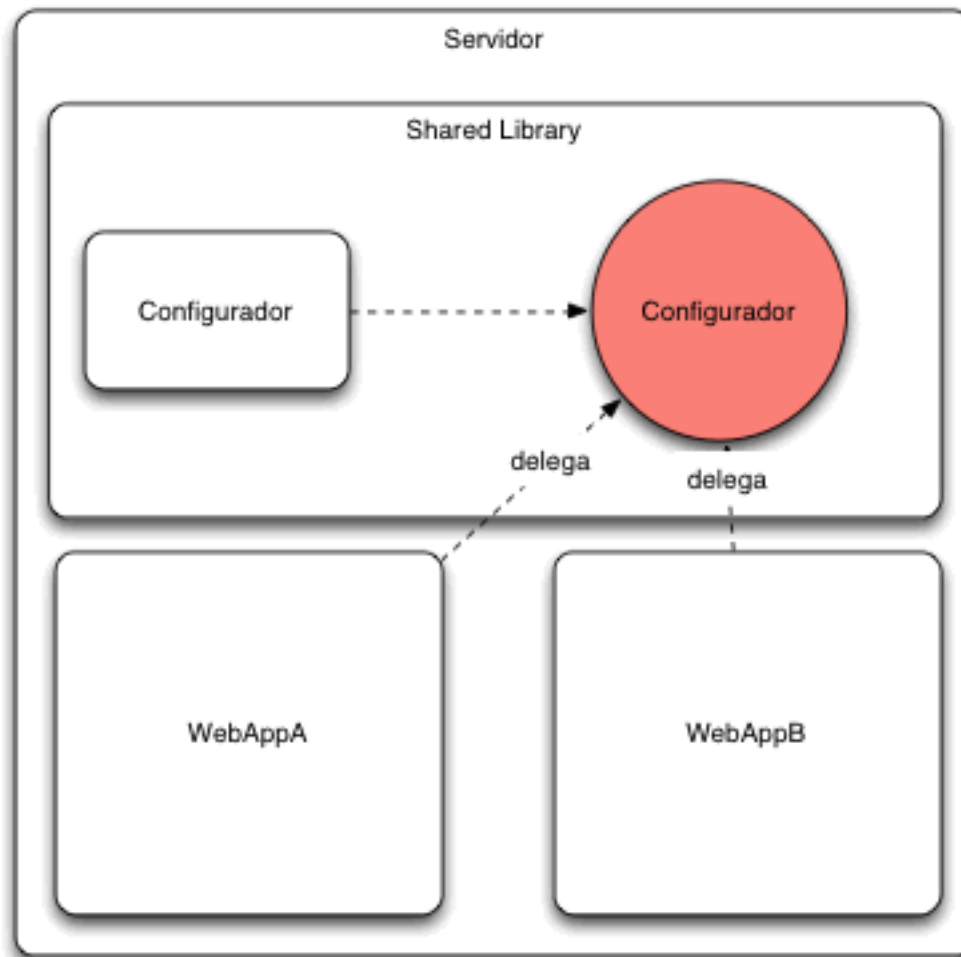 Servidor
Shared Library
Configurador
Configurador
delega
delega
WebAppA
WebAppB